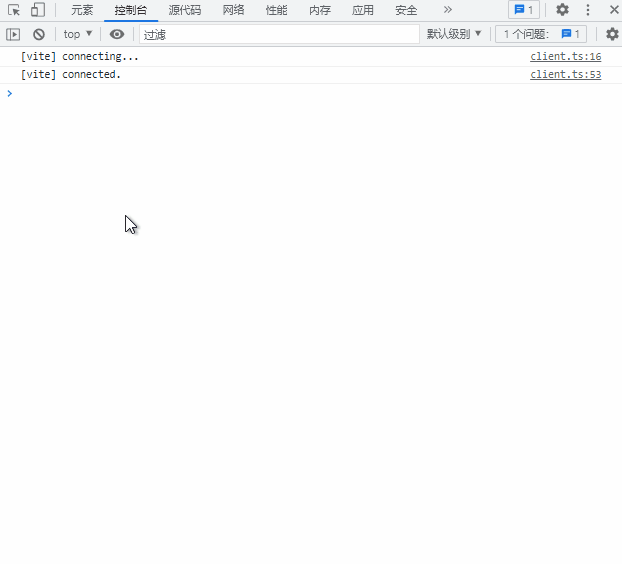 元素 控制台 源代码 网络 性能 内存 应用 安全 » 1
top ▼ 过滤 默认级别 ▼ 1 个问题： 1
[vite] connecting... client.ts:16
[vite] connected. client.ts:53
>